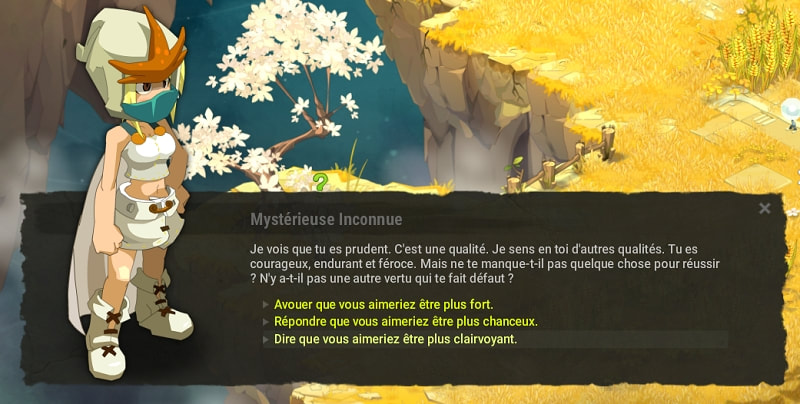 Mystérieuse Inconnue
Je vois que tu es prudent. C'est une qualité. Je sens en toi d'autres qualités. Tu es
courageux, endurant et féroce. Mais ne te manque-t-il pas quelque chose pour réussir
? N'y a-t-il pas une autre vertu qui te fait défaut ?
Avouer que vous aimeriez être plus fort.
Répondre que vous aimeriez être plus chanceux.
Dire que vous aimeriez être plus clairvoyant.